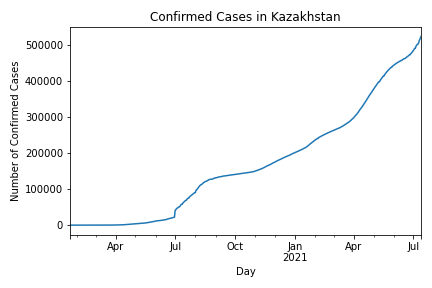 Confirmed Cases in Kazakhstan
Number of Confirmed Cases
500000
400000
300000
200000
100000
0
Apr Jul Oct Jan Apr Jul
2021
Day